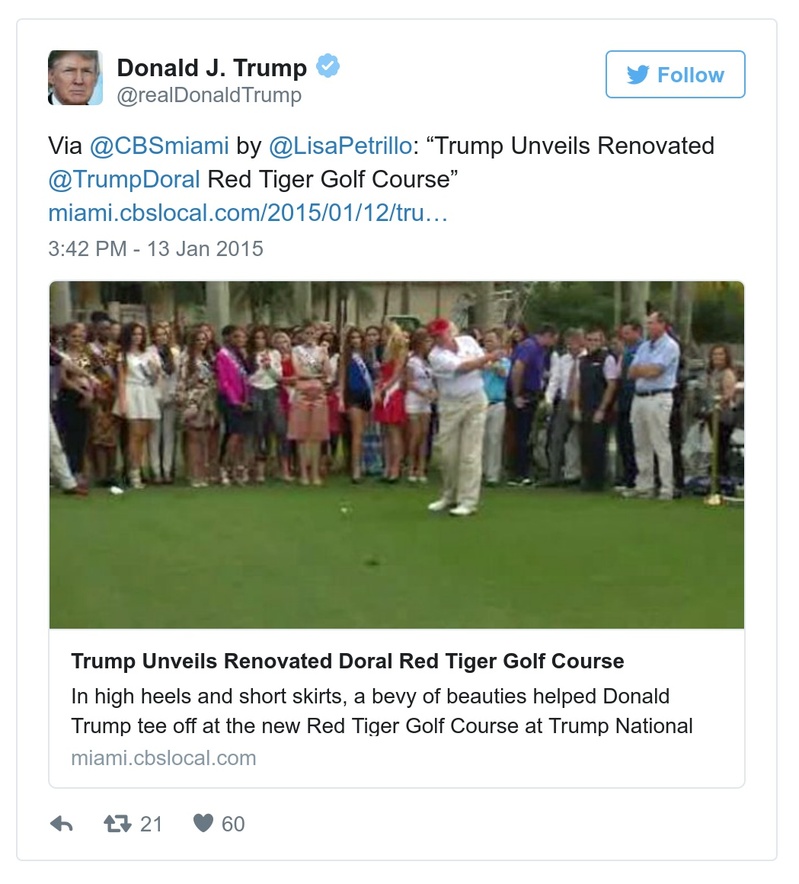 Donald J. Trump
@realDonaldTrump
Follow
Via @CBSmiami by @LisaPetrillo: “Trump Unveils Renovated
@TrumpDoral Red Tiger Golf Course”
miami.cbslocal.com/2015/01/12/tru…
3:42 PM - 13 Jan 2015
Trump Unveils Renovated Doral Red Tiger Golf Course
In high heels and short skirts, a bevy of beauties helped Donald
Trump tee off at the new Red Tiger Golf Course at Trump National
miami.cbslocal.com
21
60